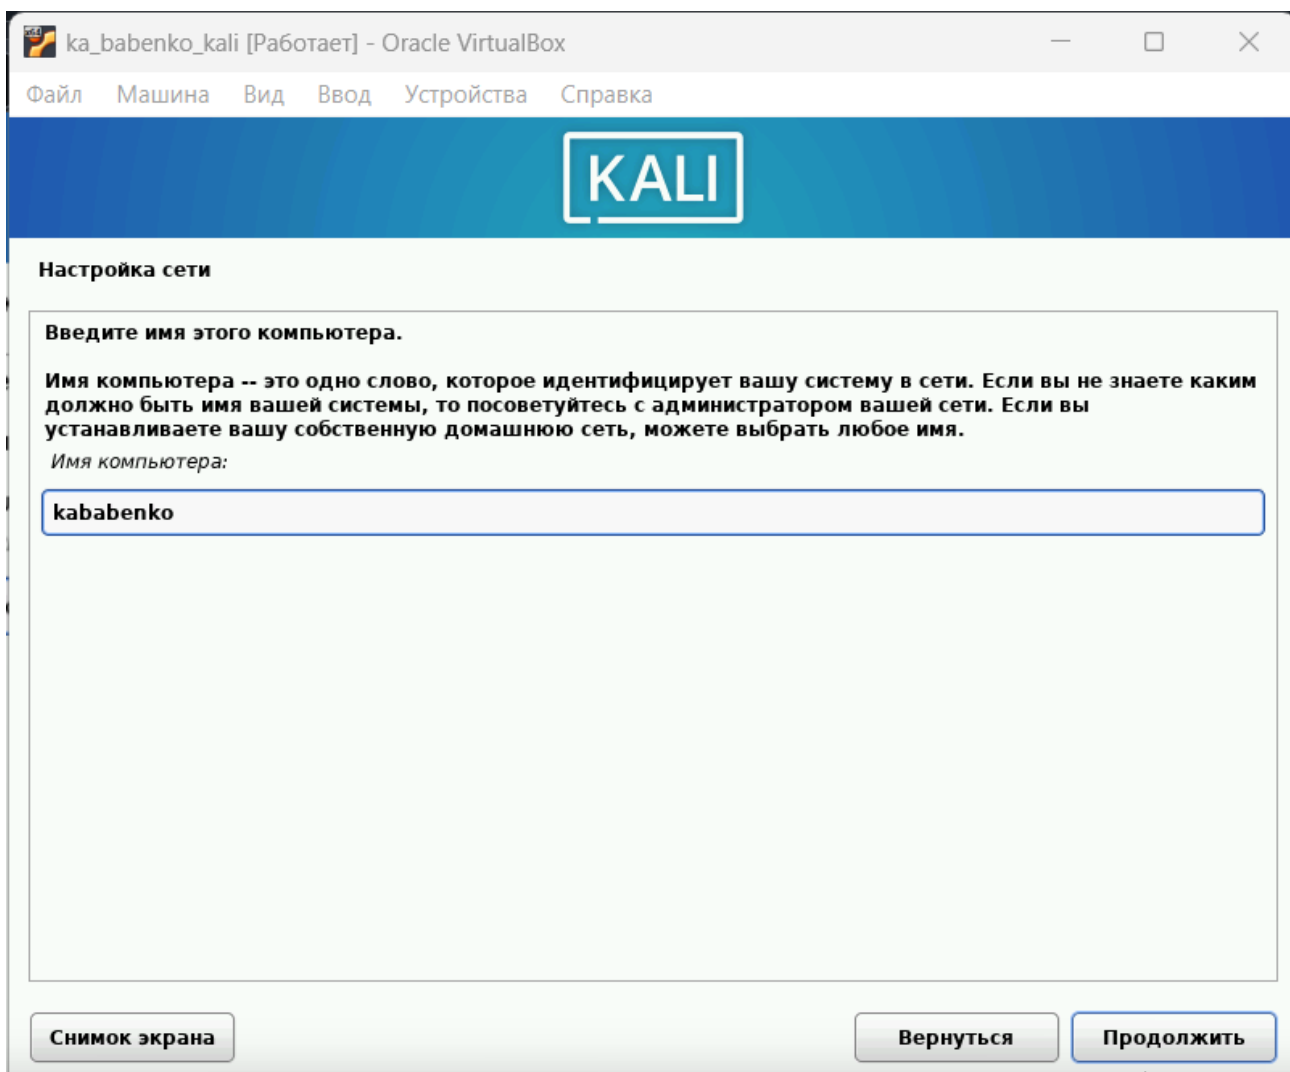 ka_babenko_kali [Работает] - Oracle VirtualBox
Файл Машина Вид Ввод Устройства Справка
KALI
Настройка сети
Введите имя этого компьютера.
Имя компьютера -- это одно слово, которое идентифицирует вашу систему в сети. Если вы не знаете каким
должно быть имя вашей системы, то посоветуйтесь с администратором вашей сети. Если вы
устанавливаете вашу собственную домашнюю сеть, можете выбрать любое имя.
Имя компьютера:
kababenko
Снимок экрана Вернуться Продолжить